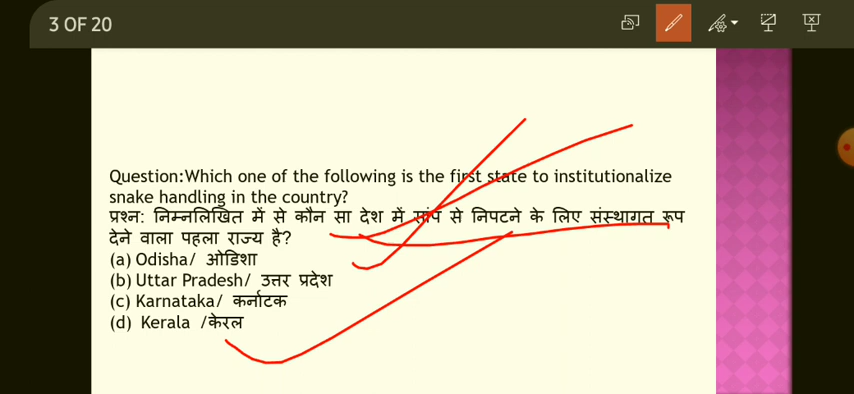 3 OF 20
Question:Which one of the following is the first state to institutionalize
snake handling in the country?
प्रश्न: निम्नलिखित में से कौन सा देश में सांप से निपटने के लिए संस्थागत रूप
देने वाला पहला राज्य है?
(a) Odisha/ ओडिशा
(b) Uttar Pradesh/ उत्तर प्रदेश
(c) Karnataka/ कर्नाटक
(d) Kerala /केरल